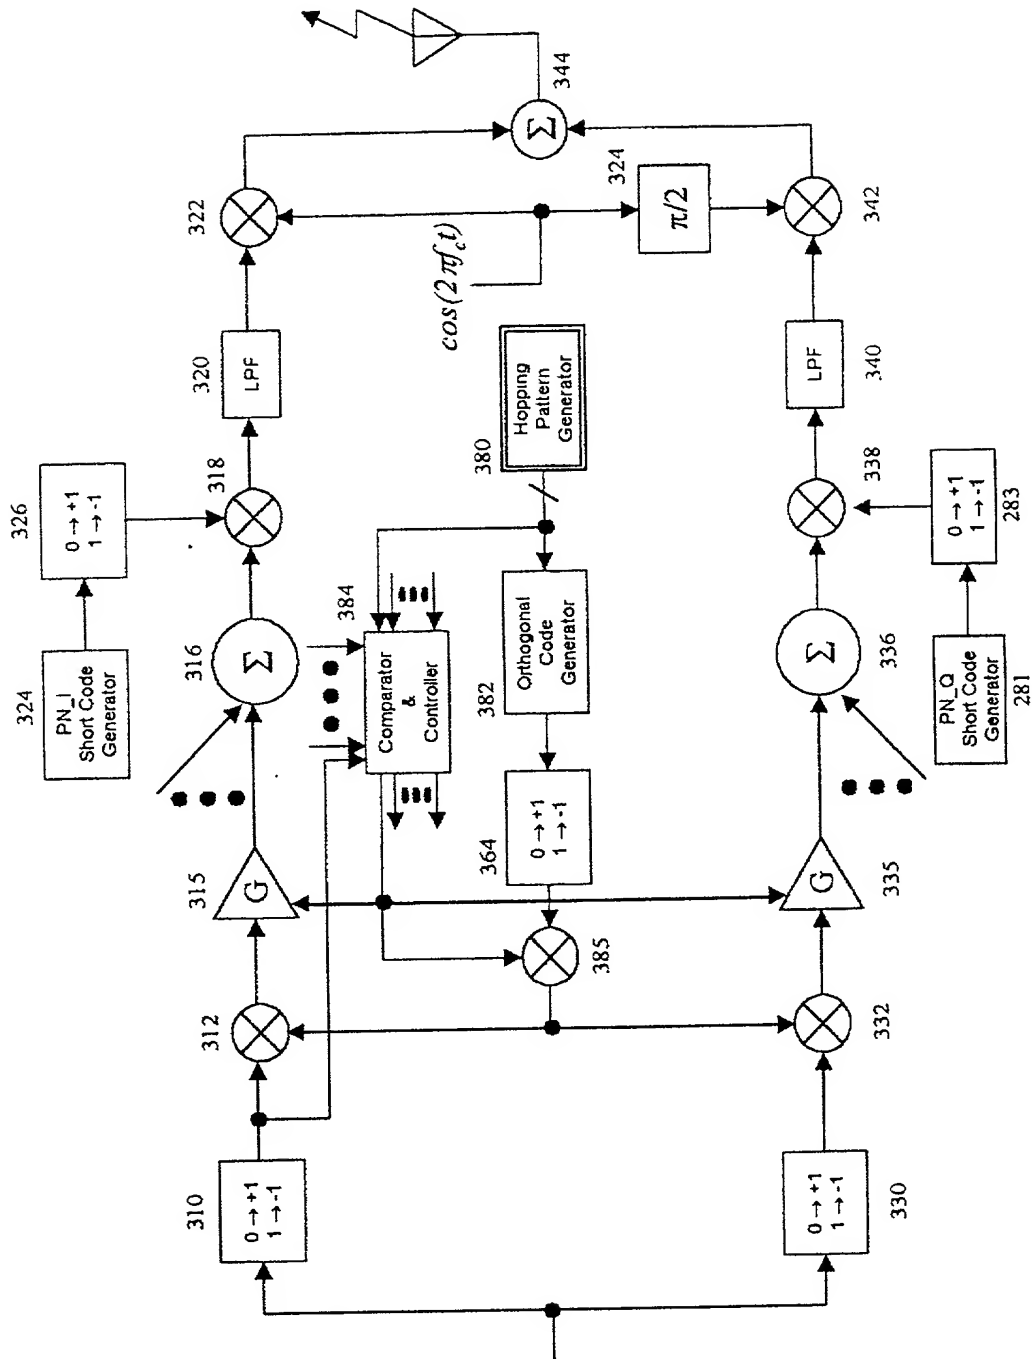 324
PN_I
Short Code
Generator
326
0 → +1
1 → -1
310
0 → +1
1 → -1
312
315
G
316
Σ
318
320
LPF
322
384
Comparator
&
Controller
380
Hopping
Pattern
Generator
cos(2πf_c t)
324
π/2
344
Σ
385
364
0 → +1
1 → -1
382
Orthogonal
Code
Generator
330
0 → +1
1 → -1
332
335
G
336
Σ
338
340
LPF
342
281
PN_Q
Short Code
Generator
283
0 → +1
1 → -1